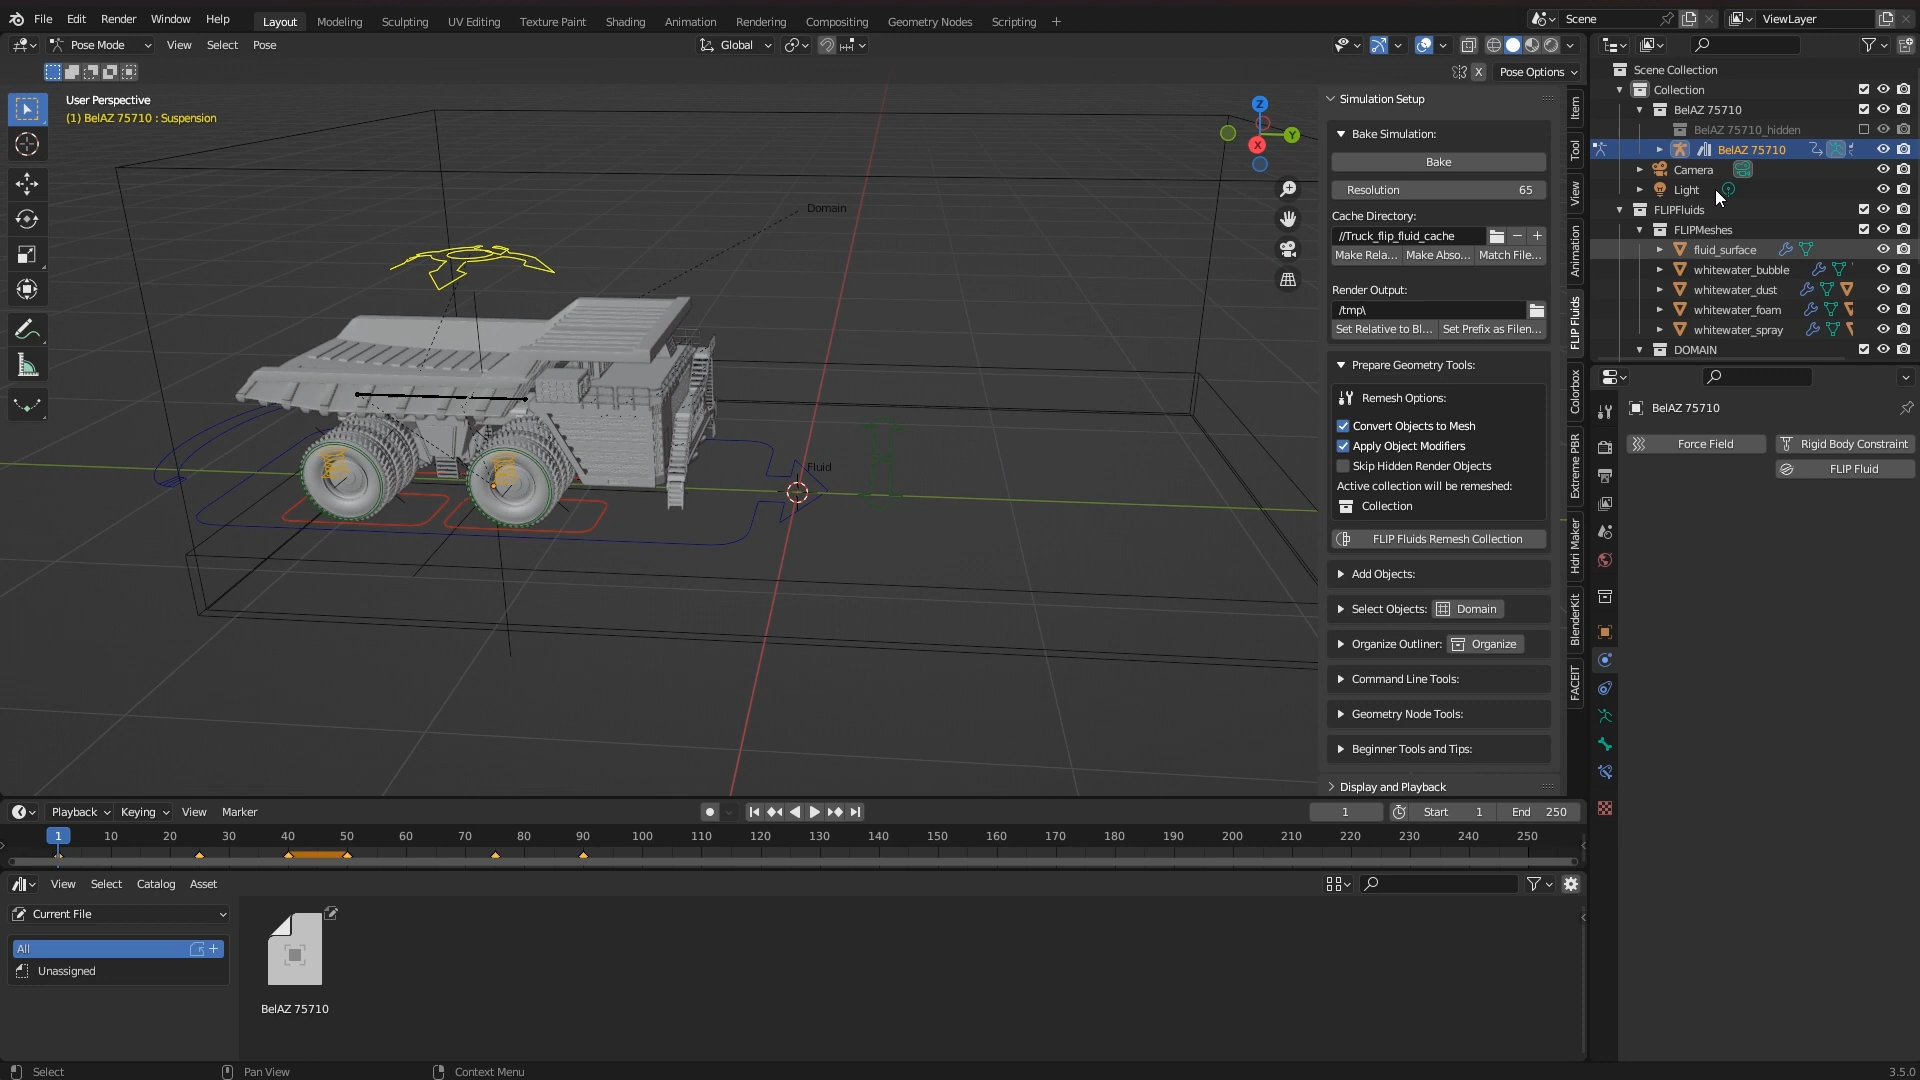 File Edit Render Window Help Layout Modeling Sculpting UV Editing Texture Paint Shading Animation Rendering Compositing Geometry Nodes Scripting + Scene ViewLayer
Pose Mode View Select Pose Global
X Pose Options
User Perspective
(1) BelAZ 75710 : Suspension
Z
Y
X
Domain
Fluid
Simulation Setup
Bake Simulation:
Bake
Resolution 65
Cache Directory:
//Truck_flip_fluid_cache
Make Rela... Make Abso... Match File...
Render Output:
/tmp\
Set Relative to Bl... Set Prefix as Filen...
Prepare Geometry Tools:
Remesh Options:
Convert Objects to Mesh
Apply Object Modifiers
Skip Hidden Render Objects
Active collection will be remeshed:
Collection
FLIP Fluids Remesh Collection
Add Objects:
Select Objects: Domain
Organize Outliner: Organize
Command Line Tools:
Geometry Node Tools:
Beginner Tools and Tips:
Display and Playback
Item
Tool
View
Animation
FLIP Fluids
Colorbox
Extreme PBR
Hdri Maker
BlenderKit
FACEIT
Scene Collection
Collection
BelAZ 75710
BelAZ 75710_hidden
BelAZ 75710
Camera
Light
FLIPFluids
FLIPMeshes
fluid_surface
whitewater_bubble
whitewater_dust
whitewater_foam
whitewater_spray
DOMAIN
BelAZ 75710
Force Field Rigid Body Constraint
FLIP Fluid
Playback Keying View Marker 1 Start 1 End 250
1 10 20 30 40 50 60 70 80 90 100 110 120 130 140 150 160 170 180 190 200 210 220 230 240 250
View Select Catalog Asset
Current File
All
Unassigned
BelAZ 75710
Select Pan View Context Menu 3.5.0